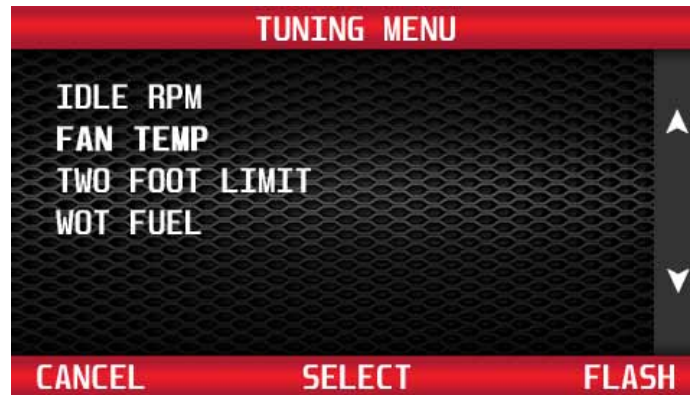 TUNING MENU
IDLE RPM
FAN TEMP
TWO FOOT LIMIT
WOT FUEL
CANCEL SELECT FLASH